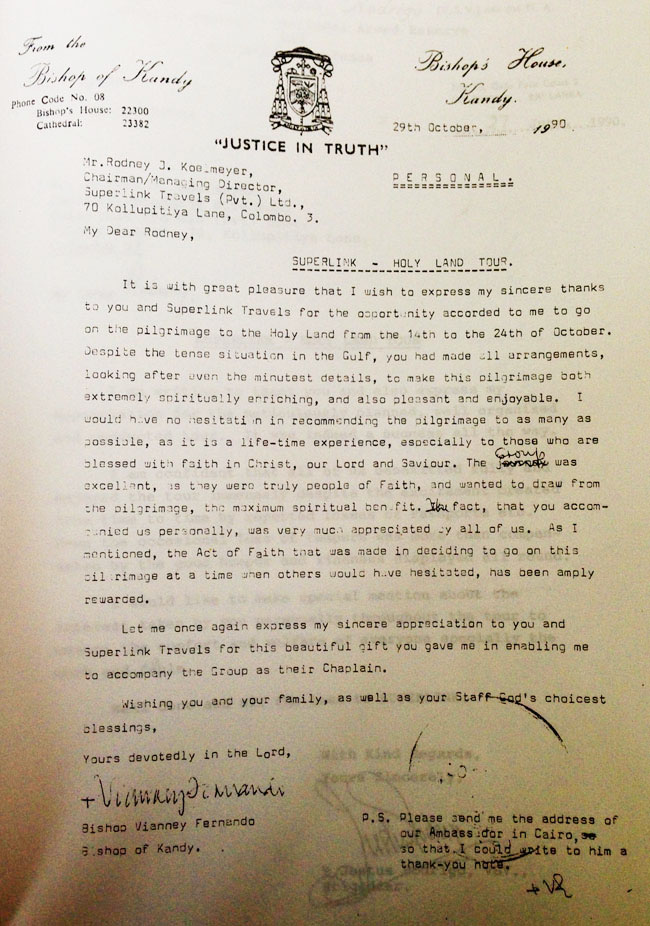 From the
Bishop of Kandy
Phone Code No. 08
Bishop's House: 22300
Cathedral: 23382
"JUSTICE IN TRUTH"
Bishop's House,
Kandy.
29th October, 1990
Mr.Rodney J. Koelmeyer,
Chairman/Managing Director,
Superlink Travels (Pvt.) Ltd.,
70 Kollupitiya Lane, Colombo. 3.
PERSONAL.
My Dear Rodney,
SUPERLINK - HOLY LAND TOUR.
It is with great pleasure that I wish to express my sincere thanks
to you and Superlink Travels for the opportunity accorded to me to go
on the pilgrimage to the Holy Land from the 14th to the 24th of October.
Despite the tense situation in the Gulf, you had made all arrangements,
looking after even the minutest details, to make this pilgrimage both
extremely spiritually enriching, and also pleasant and enjoyable. I
would have no hesitation in recommending the pilgrimage to as many as
possible, as it is a life-time experience, especially to those who are
blessed with faith in Christ, our Lord and Saviour. The Group was
excellent, as they were truly people of Faith, and wanted to draw from
the pilgrimage, the maximum spiritual benefit. The fact, that you accom-
panied us personally, was very much appreciated by all of us. As I
mentioned, the Act of Faith that was made in deciding to go on this
pilgrimage at a time when others would have hesitated, has been amply
rewarded.
Let me once again express my sincere appreciation to you and
Superlink Travels for this beautiful gift you gave me in enabling me
to accompany the Group as their Chaplain.
Wishing you and your family, as well as your Staff God's choicest
blessings,
Yours devotedly in the Lord,
+ Vianney Fernando
Bishop Vianney Fernando
Bishop of Kandy.
P.S. Please send me the address of
our Ambassador in Cairo,
so that I could write to him a
thank-you note.
+VF
With Kind Regards,
Yours Sincerely,